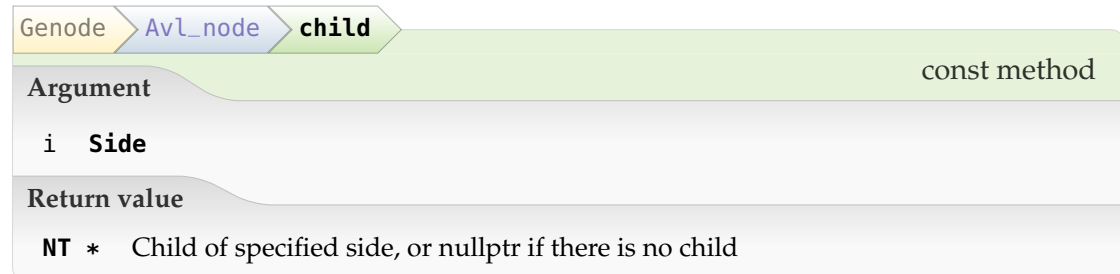 Genode Avl_node child
const method
Argument
i Side
Return value
NT * Child of specified side, or nullptr if there is no child